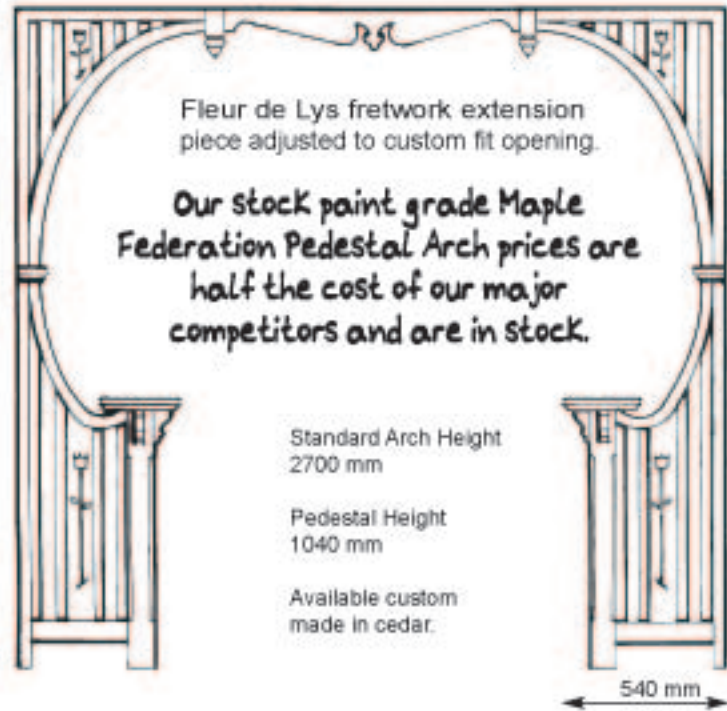 Fleur de Lys fretwork extension
piece adjusted to custom fit opening.
Our stock paint grade Maple
Federation Pedestal Arch prices are
half the cost of our major
competitors and are in stock.
Standard Arch Height
2700 mm
Pedestal Height
1040 mm
Available custom
made in cedar.
540 mm